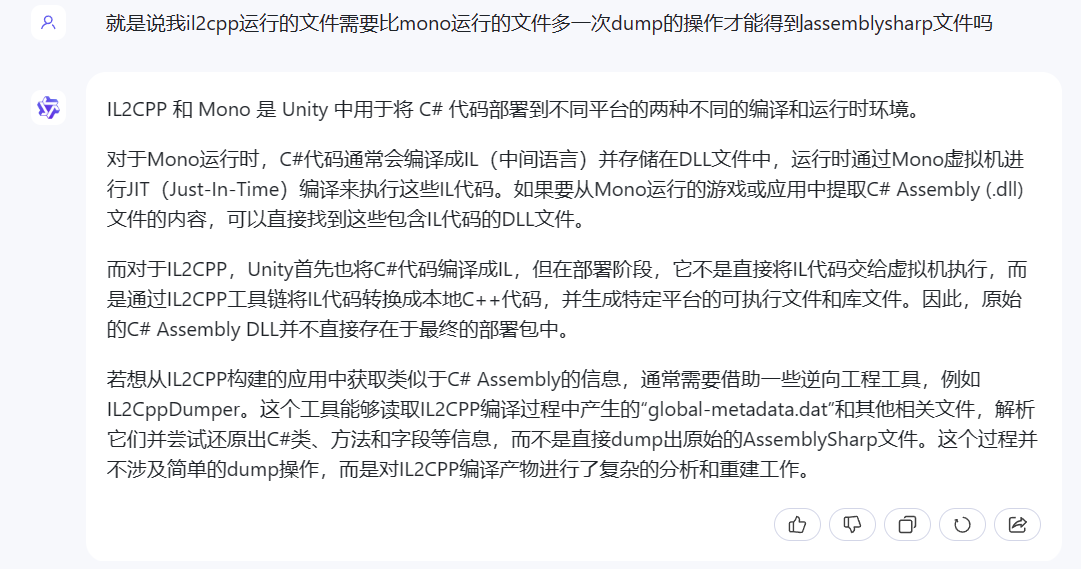 就是说我il2cpp运行的文件需要比mono运行的文件多一次dump的操作才能得到assemblysharp文件吗
IL2CPP 和 Mono 是 Unity 中用于将 C# 代码部署到不同平台的两种不同的编译和运行时环境。
对于Mono运行时，C#代码通常会编译成IL（中间语言）并存储在DLL文件中，运行时通过Mono虚拟机进
行JIT（Just-In-Time）编译来执行这些IL代码。如果要从Mono运行的游戏或应用中提取C# Assembly (.dll)
文件的内容，可以直接找到这些包含IL代码的DLL文件。
而对于IL2CPP，Unity首先也将C#代码编译成IL，但在部署阶段，它不是直接将IL代码交给虚拟机执行，而
是通过IL2CPP工具链将IL代码转换成本地C++代码，并生成特定平台的可执行文件和库文件。因此，原始
的C# Assembly DLL并不直接存在于最终的部署包中。
若想从IL2CPP构建的应用中获取类似于C# Assembly的信息，通常需要借助一些逆向工程工具，例如
IL2CppDumper。这个工具能够读取IL2CPP编译过程中产生的“global-metadata.dat”和其他相关文件，解析
它们并尝试还原出C#类、方法和字段等信息，而不是直接dump出原始的AssemblySharp文件。这个过程并
不涉及简单的dump操作，而是对IL2CPP编译产物进行了复杂的分析和重建工作。